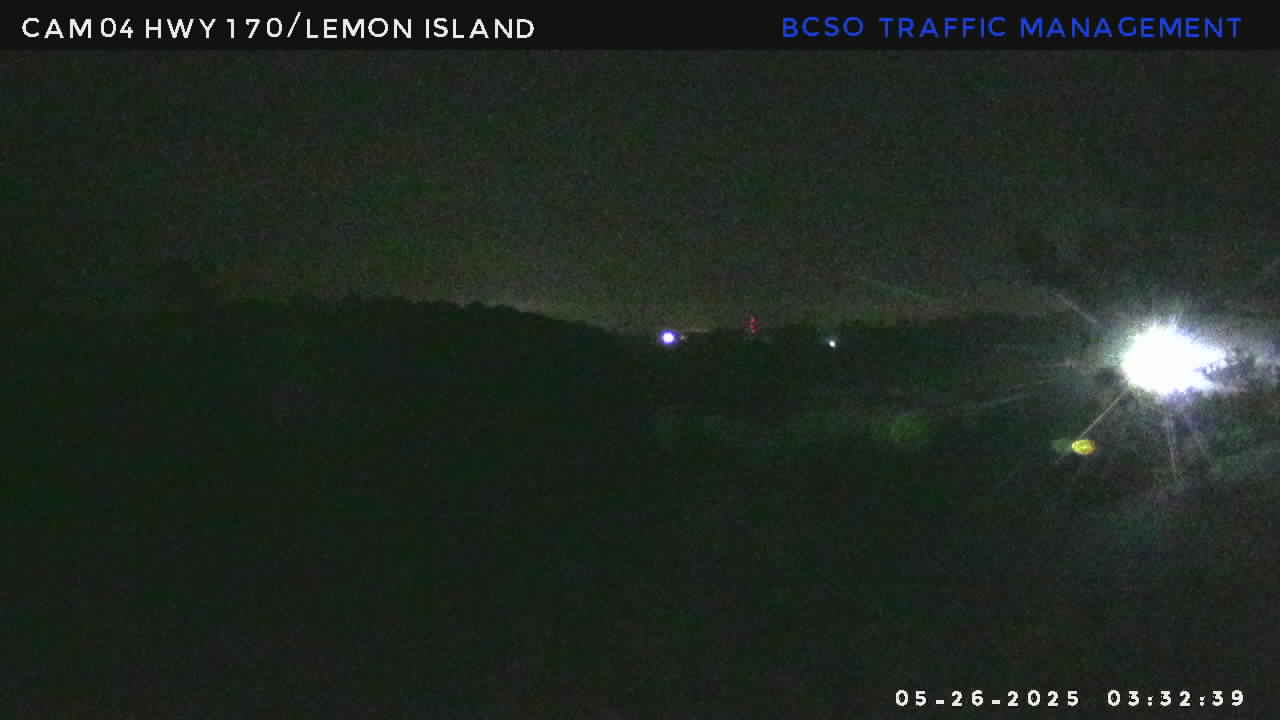 CAM04 HWY 170/LEMON ISLAND
BCSO TRAFFIC MANAGEMENT
05-26-2025 03:32:39